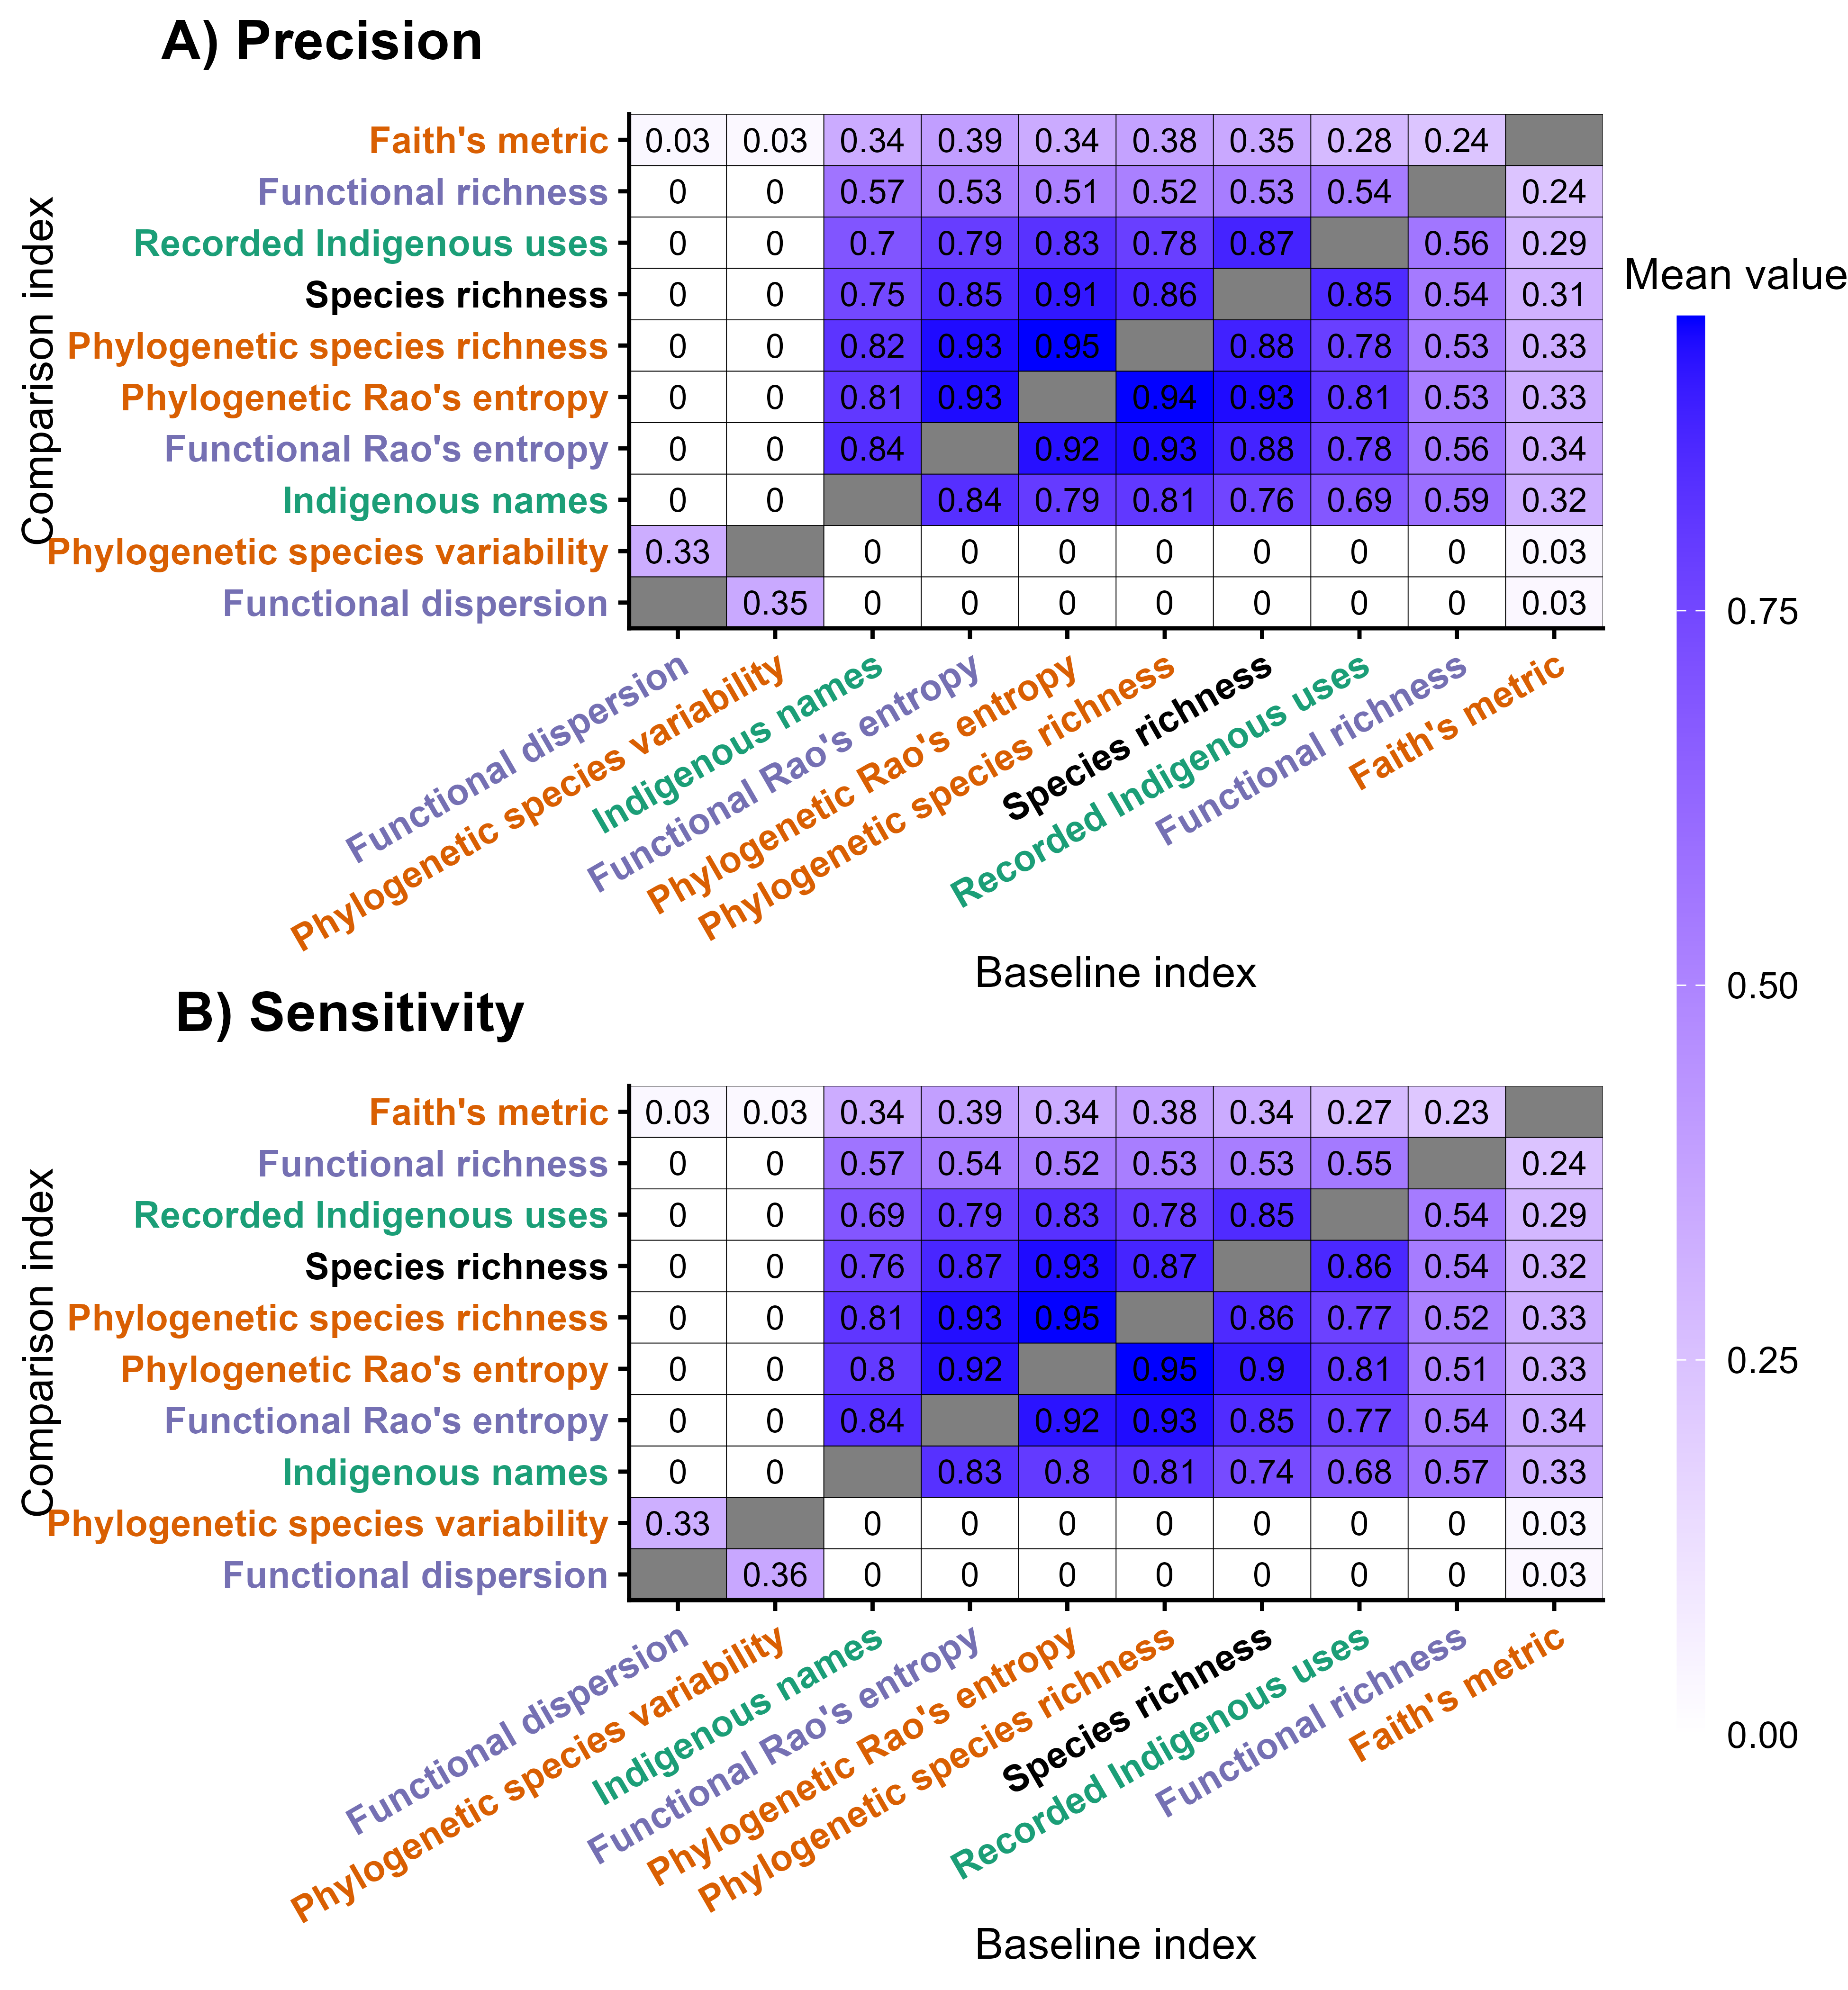 A) Precision
Comparison index
Faith's metric 0.03 0.03 0.34 0.39 0.34 0.38 0.35 0.28 0.24
Functional richness 0 0 0.57 0.53 0.51 0.52 0.53 0.54 0.24
Recorded Indigenous uses 0 0 0.7 0.79 0.83 0.78 0.87 0.56 0.29
Species richness 0 0 0.75 0.85 0.91 0.86 0.85 0.54 0.31
Phylogenetic species richness 0 0 0.82 0.93 0.95 0.88 0.78 0.53 0.33
Phylogenetic Rao's entropy 0 0 0.81 0.93 0.94 0.93 0.81 0.53 0.33
Functional Rao's entropy 0 0 0.84 0.92 0.93 0.88 0.78 0.56 0.34
Indigenous names 0 0 0.84 0.79 0.81 0.76 0.69 0.59 0.32
Phylogenetic species variability 0.33 0 0 0 0 0 0 0 0.03
Functional dispersion 0.35 0 0 0 0 0 0 0 0.03
Functional dispersion
Phylogenetic species variability
Indigenous names
Functional Rao's entropy
Phylogenetic Rao's entropy
Phylogenetic species richness
Species richness
Recorded Indigenous uses
Functional richness
Faith's metric
Baseline index
Mean value
0.75
0.50
0.25
0.00
B) Sensitivity
Comparison index
Faith's metric 0.03 0.03 0.34 0.39 0.34 0.38 0.34 0.27 0.23
Functional richness 0 0 0.57 0.54 0.52 0.53 0.53 0.55 0.24
Recorded Indigenous uses 0 0 0.69 0.79 0.83 0.78 0.85 0.54 0.29
Species richness 0 0 0.76 0.87 0.93 0.87 0.86 0.54 0.32
Phylogenetic species richness 0 0 0.81 0.93 0.95 0.86 0.77 0.52 0.33
Phylogenetic Rao's entropy 0 0 0.8 0.92 0.95 0.9 0.81 0.51 0.33
Functional Rao's entropy 0 0 0.84 0.92 0.93 0.85 0.77 0.54 0.34
Indigenous names 0 0 0.83 0.8 0.81 0.74 0.68 0.57 0.33
Phylogenetic species variability 0.33 0 0 0 0 0 0 0 0.03
Functional dispersion 0.36 0 0 0 0 0 0 0 0.03
Functional dispersion
Phylogenetic species variability
Indigenous names
Functional Rao's entropy
Phylogenetic Rao's entropy
Phylogenetic species richness
Species richness
Recorded Indigenous uses
Functional richness
Faith's metric
Baseline index